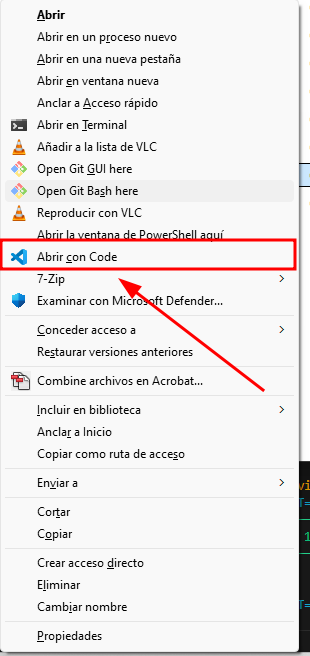 Abrir
Abrir en un proceso nuevo
Abrir en una nueva pestaña
Abrir en ventana nueva
Anclar a Acceso rápido
Abrir en Terminal
Añadir a la lista de VLC
Open Git GUI here
Open Git Bash here
Reproducir con VLC
Abrir la ventana de PowerShell aquí
Abrir con Code
7-Zip
Examinar con Microsoft Defender...
Conceder acceso a
Restaurar versiones anteriores
Combine archivos en Acrobat...
Incluir en biblioteca
Anclar a Inicio
Copiar como ruta de acceso
Enviar a
Cortar
Copiar
Crear acceso directo
Eliminar
Cambiar nombre
Propiedades